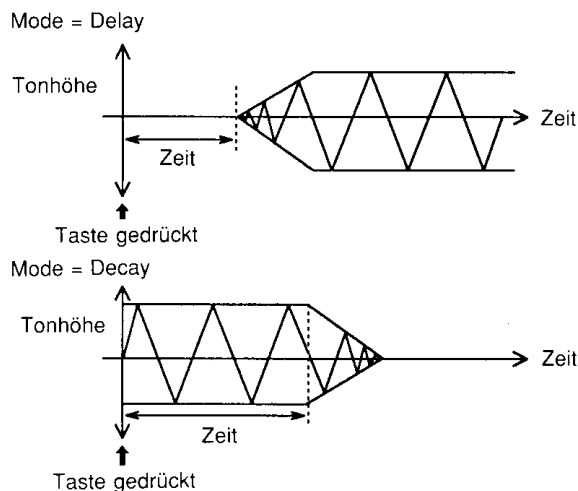 Mode = Delay
Tonhöhe
Zeit
Zeit
Taste gedrückt
Mode = Decay
Tonhöhe
Zeit
Zeit
Taste gedrückt